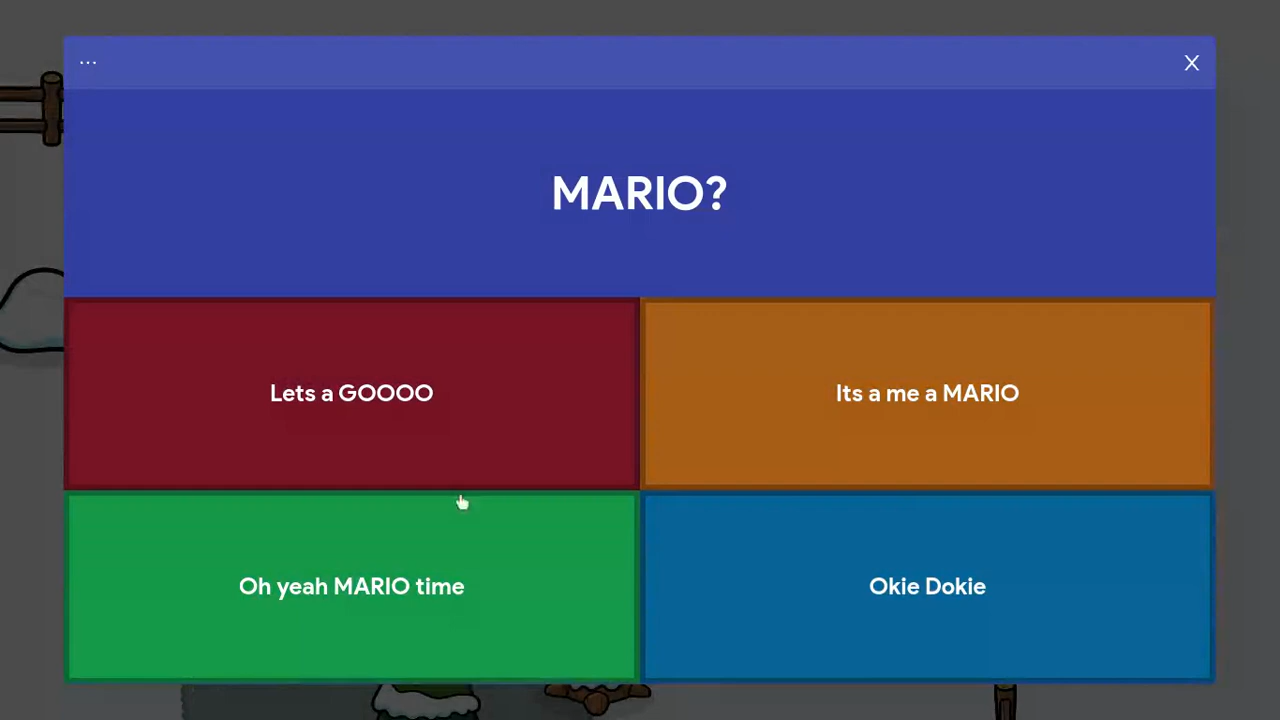 ...
X
MARIO?
Lets a GOOOO
Its a me a MARIO
Oh yeah MARIO time
Okie Dokie